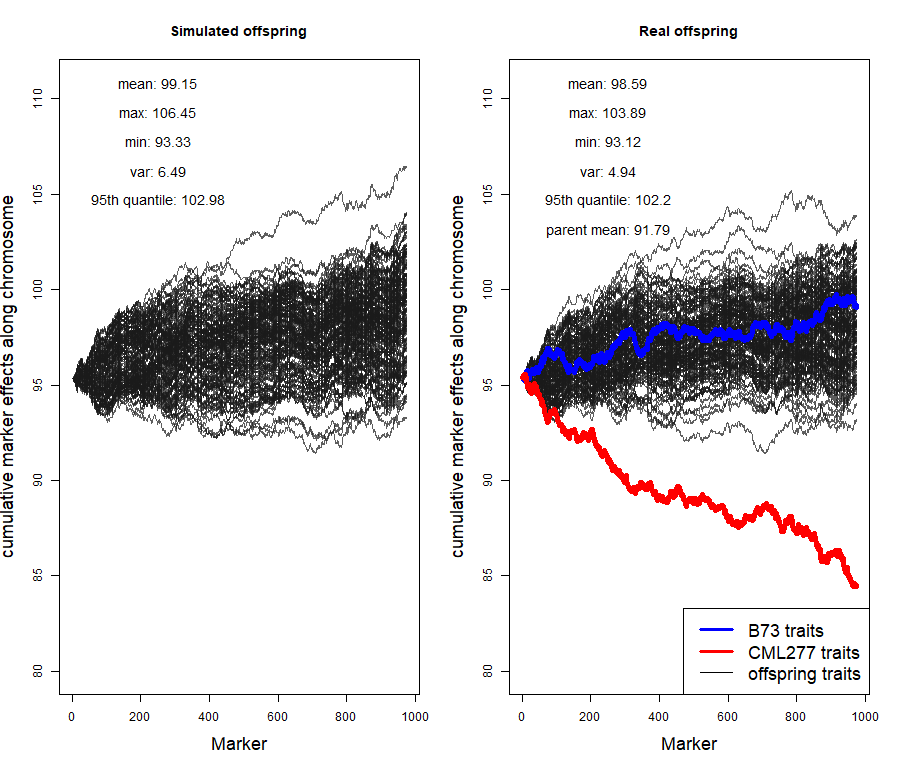 Simulated offspring
mean: 99.15
max: 106.45
min: 93.33
var: 6.49
95th quantile: 102.98
cumulative marker effects along chromosome
110
105
100
95
90
85
80
0 200 400 600 800 1000
Marker
Real offspring
mean: 98.59
max: 103.89
min: 93.12
var: 4.94
95th quantile: 102.2
parent mean: 91.79
cumulative marker effects along chromosome
110
105
100
95
90
85
80
B73 traits
CML277 traits
offspring traits
0 200 400 600 800 1000
Marker